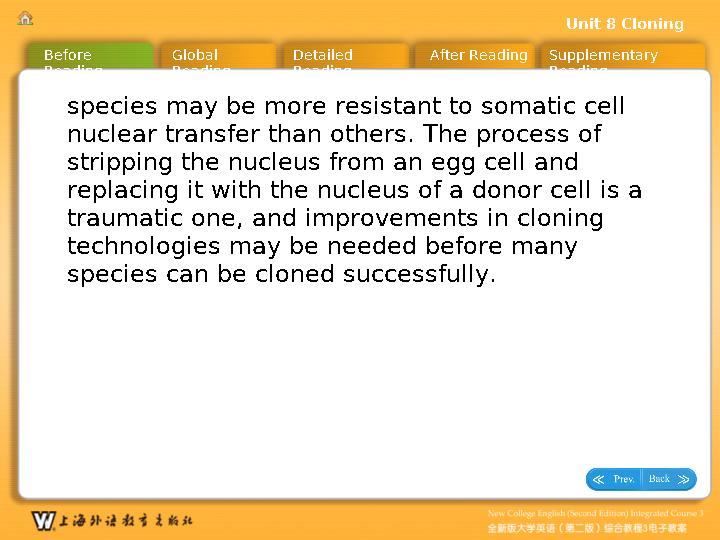 Unit 8 Cloning
Before Reading
Global Reading
Detailed Reading
After Reading
Supplementary Reading
species may be more resistant to somatic cell
nuclear transfer than others. The process of
stripping the nucleus from an egg cell and
replacing it with the nucleus of a donor cell is a
traumatic one, and improvements in cloning
technologies may be needed before many
species can be cloned successfully.
Prev. Back
上海外语教育出版社
New College English (Second Edition) Integrated Course 3
全新版大学英语（第二版）综合教程3电子教案